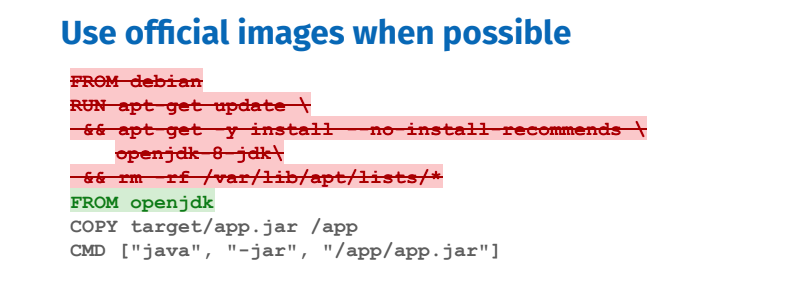 Use official images when possible
FROM debian
RUN apt-get update \
 && apt-get -y install --no-install-recommends \
    openjdk-8-jdk\
 && rm -rf /var/lib/apt/lists/*
FROM openjdk
COPY target/app.jar /app
CMD ["java", "-jar", "/app/app.jar"]